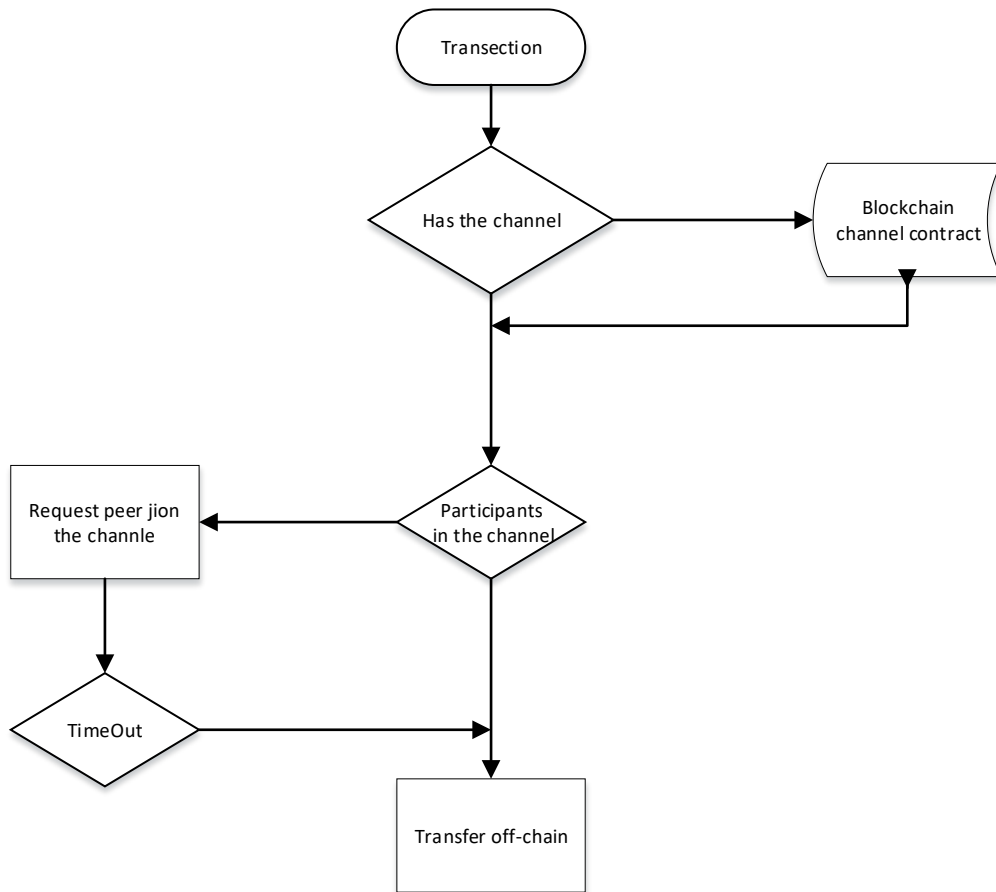 Transection
Has the channel
Blockchain
channel contract
Participants
in the channel
Request peer jion
the channle
TimeOut
Transfer off-chain